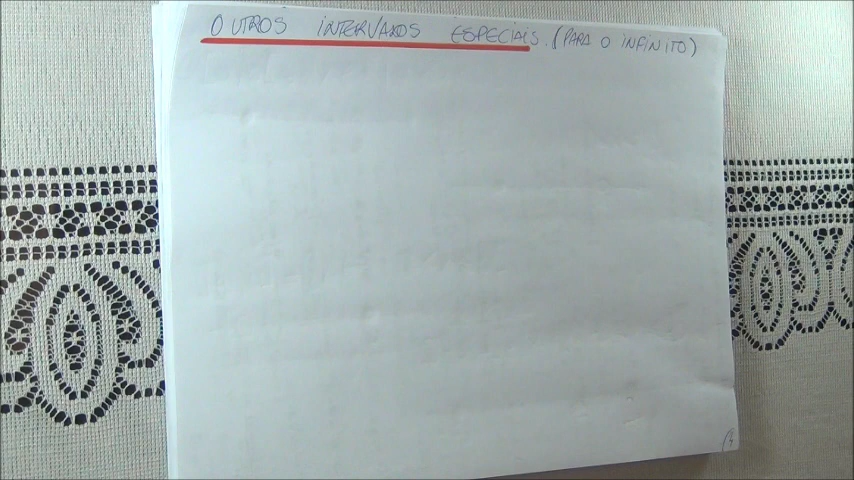 OUTROS INTERVALOS ESPECIAIS. (PARA O INFINITO)